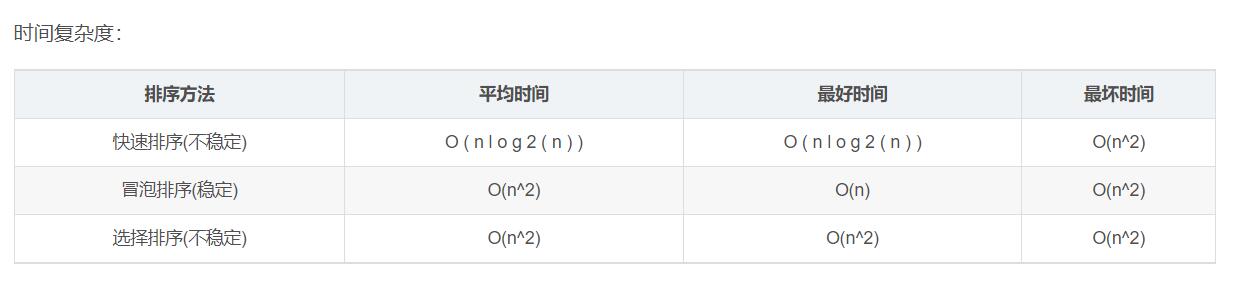 时间复杂度：
排序方法 平均时间 最好时间 最坏时间
快速排序(不稳定) O ( n l o g 2 ( n ) ) O ( n l o g 2 ( n ) ) O(n^2)
冒泡排序(稳定) O(n^2) O(n) O(n^2)
选择排序(不稳定) O(n^2) O(n^2) O(n^2)